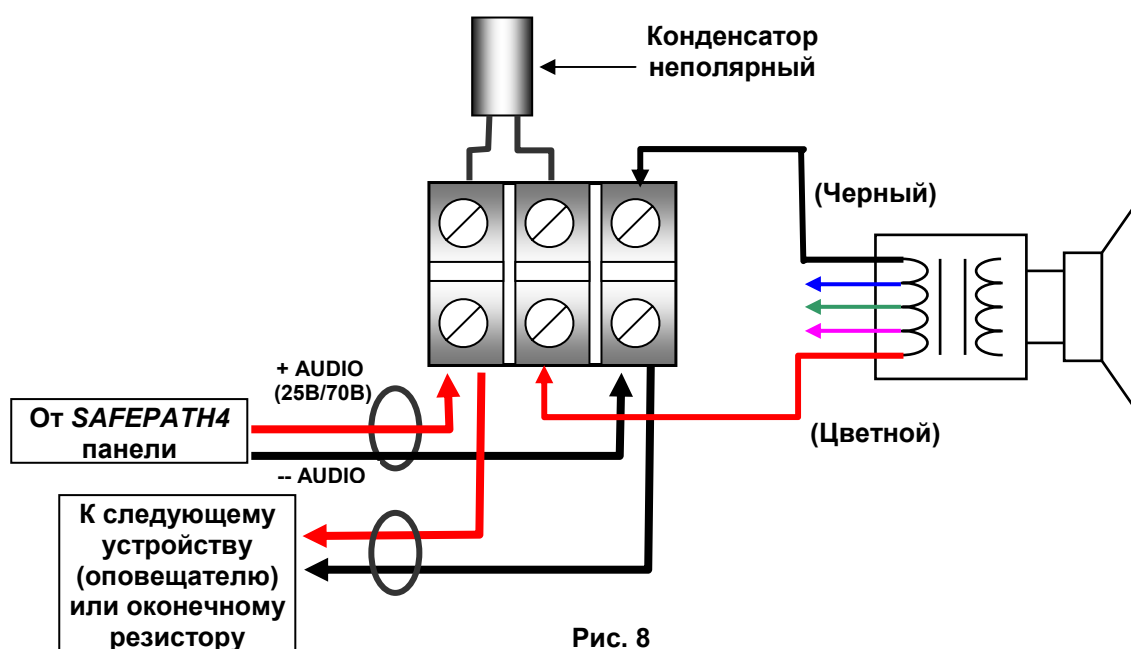 Конденсатор
неполярный
(Черный)
+ AUDIO
(25В/70В)
От SAFEPATH4
панели
(Цветной)
-- AUDIO
К следующему
устройству
(оповещателю)
или оконечному
резистору
Рис. 8